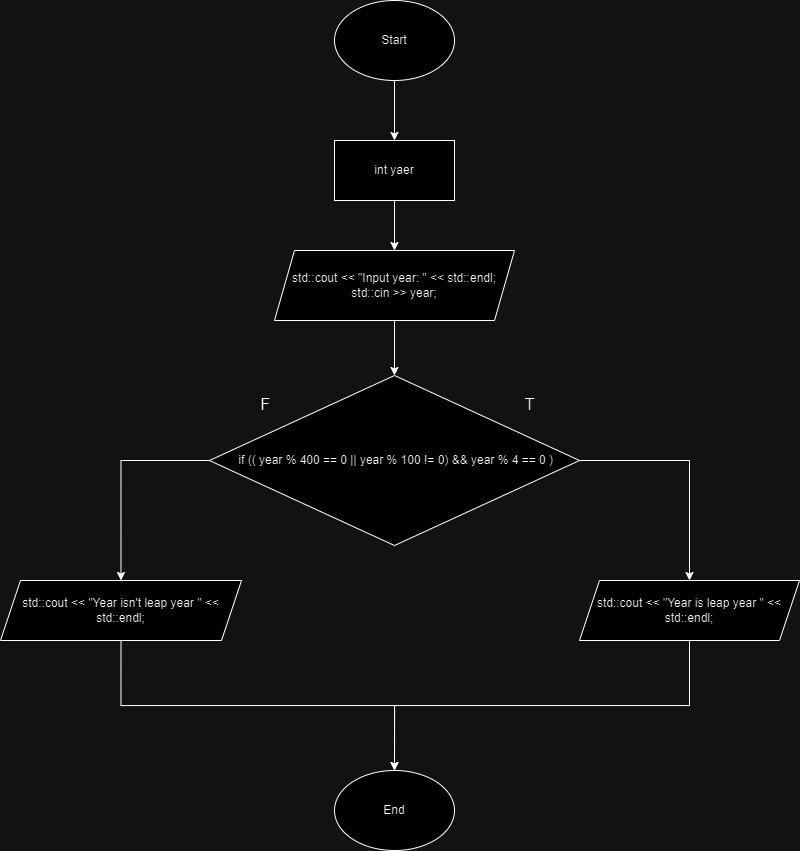 Start
int yaer
std::cout << "Input year: " << std::endl;
std::cin >> year;
F
T
if (( year % 400 == 0 || year % 100 != 0) && year % 4 == 0 )
std::cout << "Year isn't leap year " <<
std::endl;
std::cout << "Year is leap year " <<
std::endl;
End